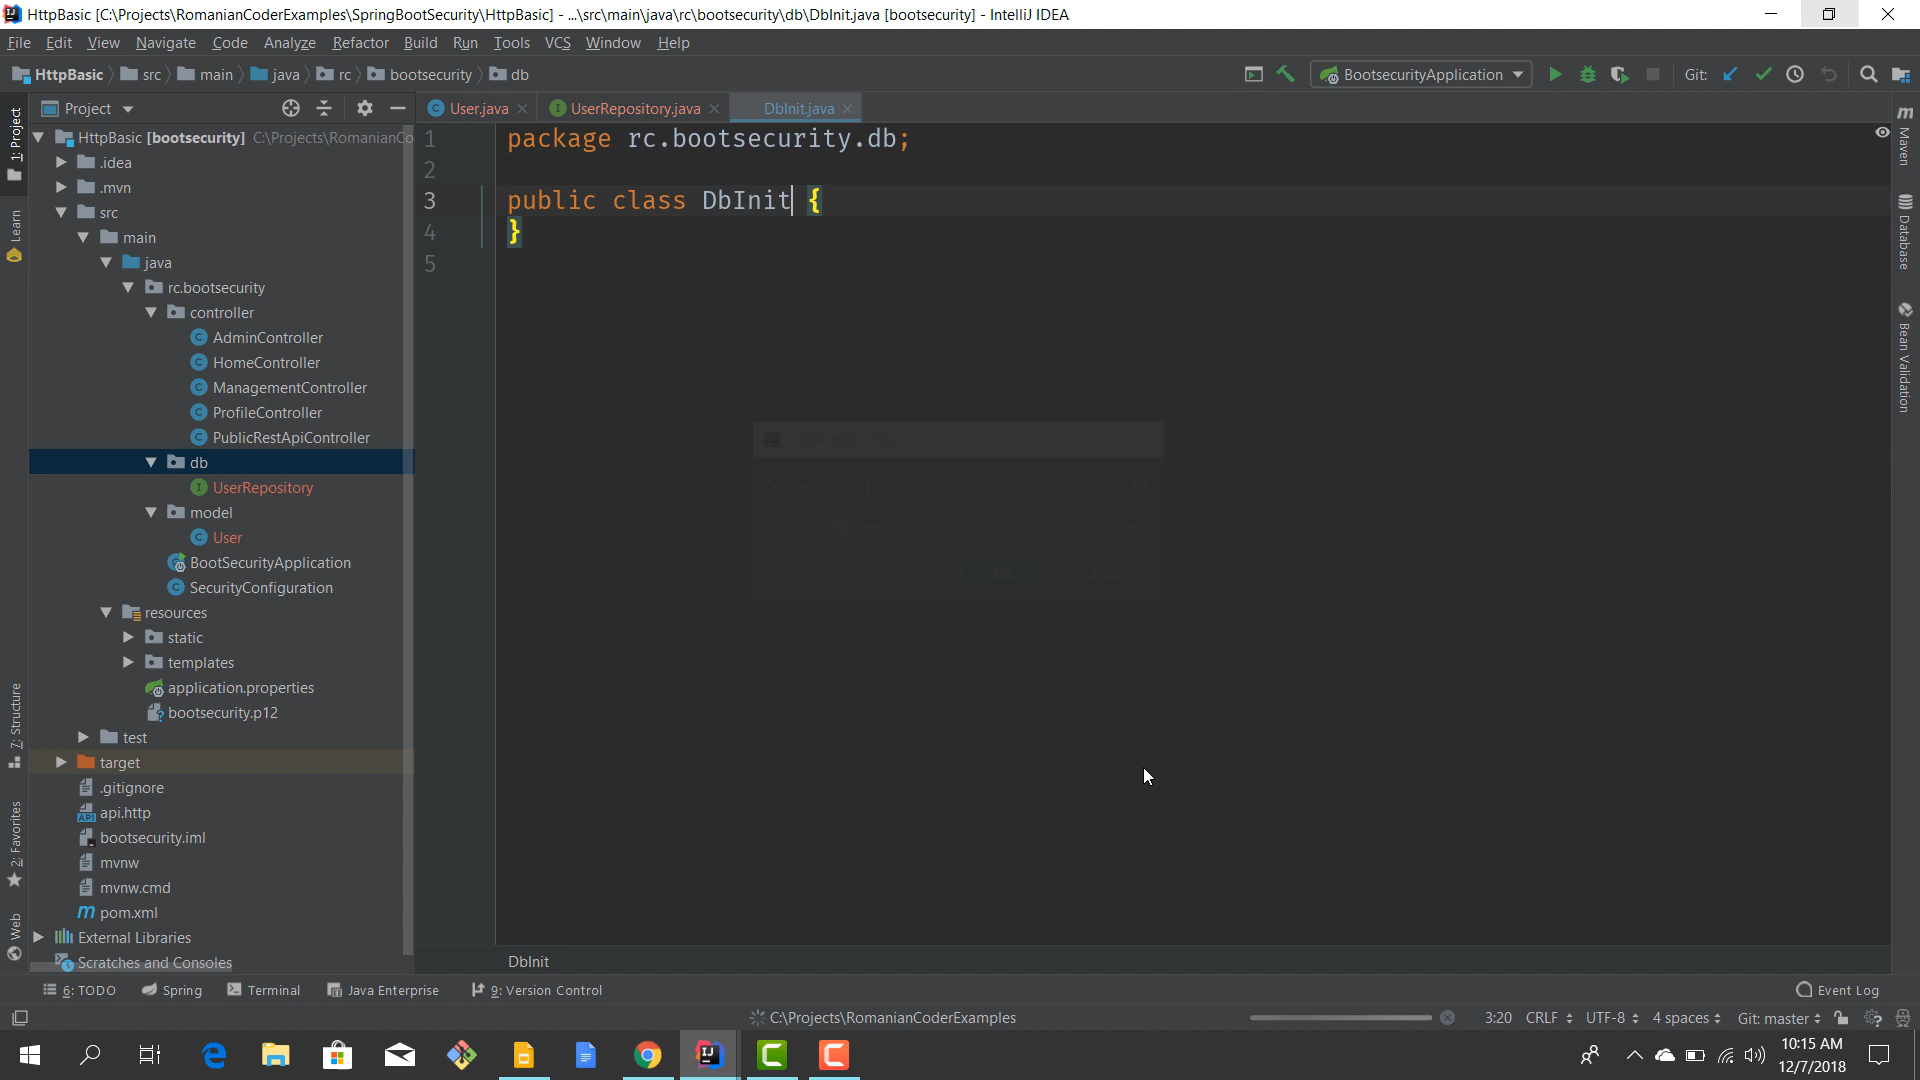 HttpBasic [C:\Projects\RomanianCoderExamples\SpringBootSecurity\HttpBasic] - ...\src\main\java\rc\bootsecurity\db\DbInit.java [bootsecurity] - IntelliJ IDEA
File Edit View Navigate Code Analyze Refactor Build Run Tools VCS Window Help
HttpBasic src main java rc bootsecurity db BootsecurityApplication Git:
Project User.java UserRepository.java DbInit.java
1: Project
Learn
7: Structure
2: Favorites
Web
HttpBasic [bootsecurity] C:\Projects\RomanianCo
.idea
.mvn
src
main
java
rc.bootsecurity
controller
AdminController
HomeController
ManagementController
ProfileController
PublicRestApiController
db
UserRepository
model
User
BootSecurityApplication
SecurityConfiguration
resources
static
templates
application.properties
bootsecurity.p12
test
target
.gitignore
api.http
bootsecurity.iml
mvnw
mvnw.cmd
pom.xml
External Libraries
Scratches and Consoles
1 package rc.bootsecurity.db;
2
3 public class DbInit {
4 }
5
Cancel
DbInit
Maven
Database
Bean Validation
6: TODO Spring Terminal Java Enterprise 9: Version Control Event Log
C:\Projects\RomanianCoderExamples 3:20 CRLF UTF-8 4 spaces Git: master
10:15 AM
12/7/2018